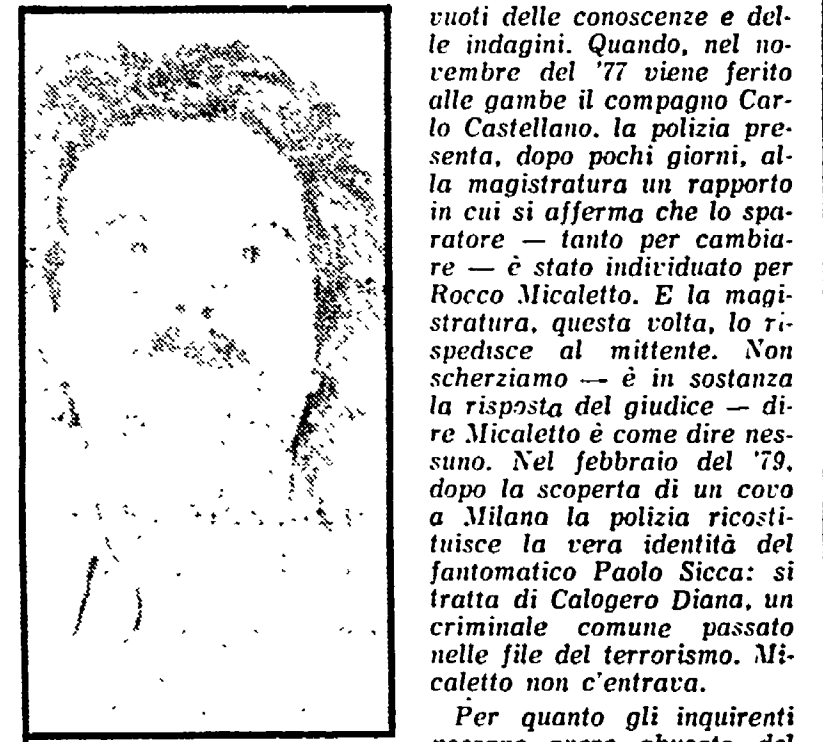 vuoti delle conoscenze e del-
le indagini. Quando, nel no-
vembre del '77 viene ferito
alle gambe il compagno Car-
lo Castellano. la polizia pre-
senta, dopo pochi giorni, al-
la magistratura un rapporto
in cui si afferma che lo spa-
ratore — tanto per cambia-
re — è stato individuato per
Rocco Micaletto. E la magi-
stratura, questa volta, lo ri-
spedisce al mittente. Non
scherziamo — è in sostanza
la risposta del giudice — di-
re Micaletto è come dire nes-
suno. Nel febbraio del '79,
dopo la scoperta di un covo
a Milano la polizia ricosti-
tuisce la vera identità del
fantomatico Paolo Sicca: si
tratta di Calogero Diana, un
criminale comune passato
nelle file del terrorismo. Mi-
caletto non c'entrava.
Per quanto gli inquirenti